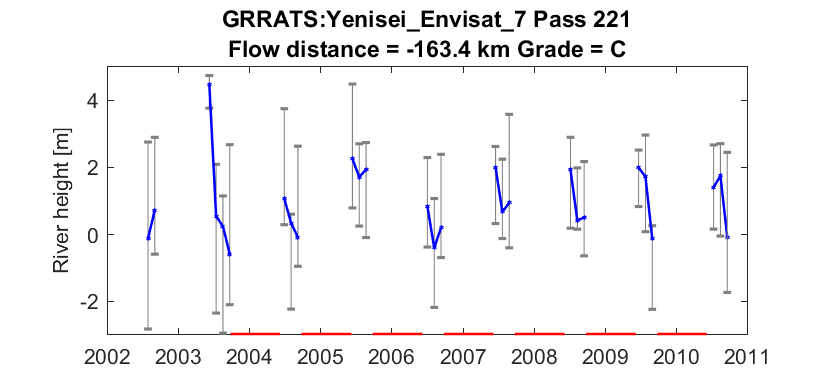 GRRATS:Yenisei_Envisat_7 Pass 221
Flow distance = -163.4 km Grade = C
River height [m]
4
2
0
-2
2002 2003 2004 2005 2006 2007 2008 2009 2010 2011